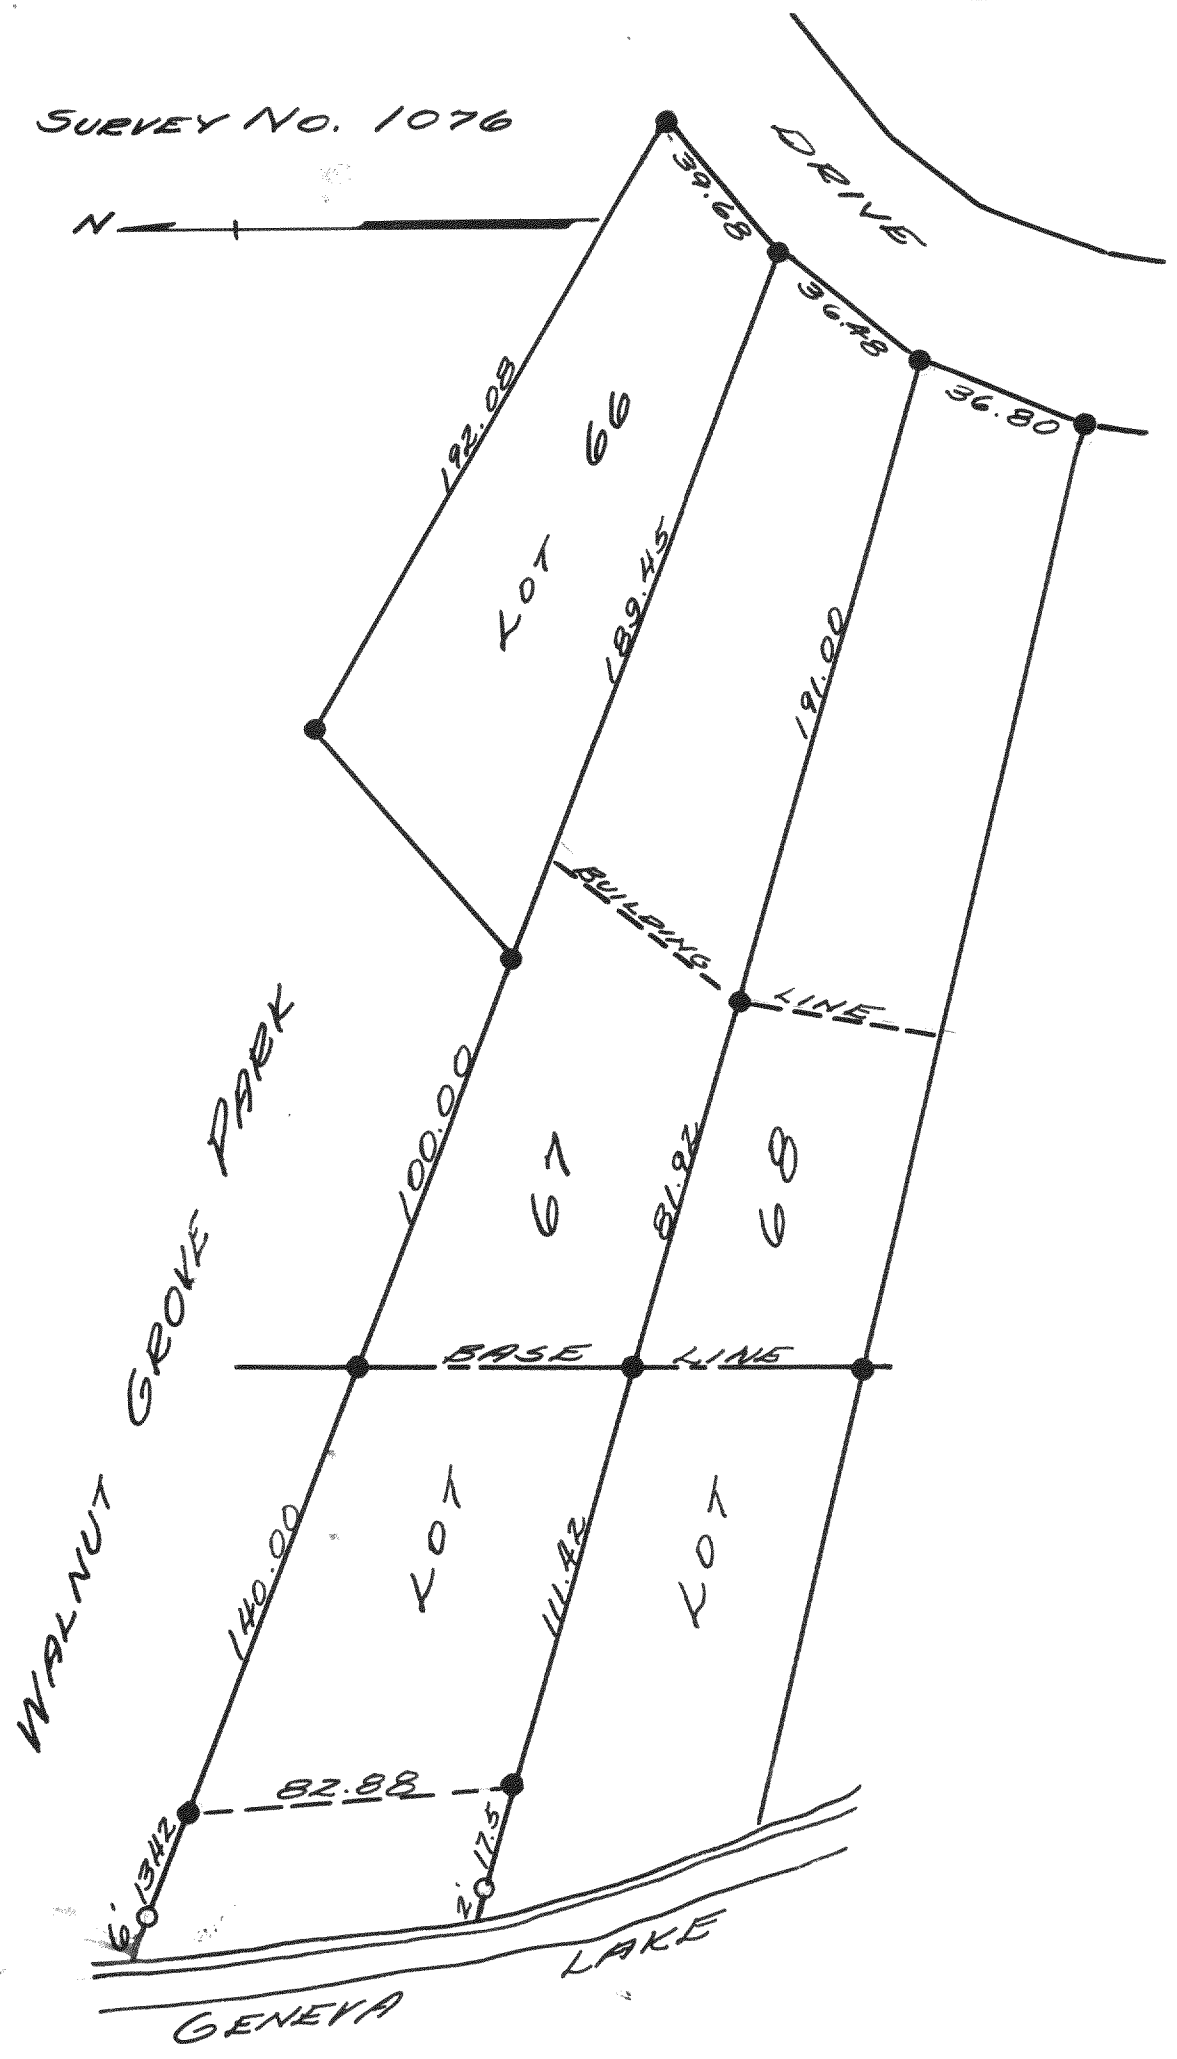 SURVEY No. 1076
N
DRIVE
39.68
36.48
36.80
192.08
LOT 66
189.45
191.00
BUILDING LINE
WALNUT GROVE PARK
100.00
67
81.92
68
BASE LINE
140.00
LOT
111.42
LOT
82.88
13.42
17.5
6'
2'
GENEVA LAKE